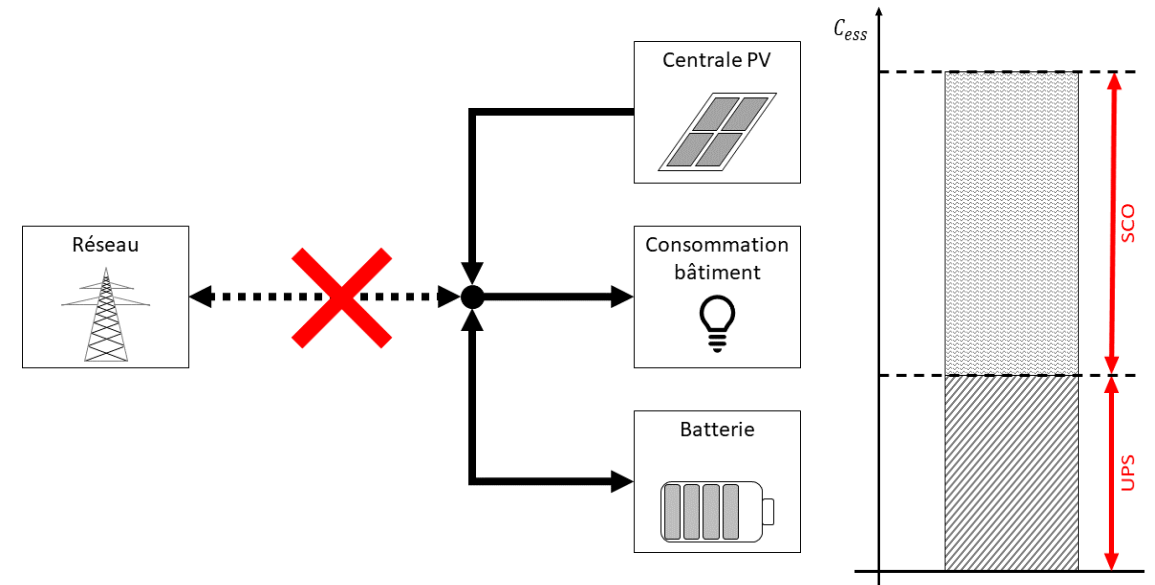 Réseau
Centrale PV
Consommation
bâtiment
Batterie
C_ess
SCO
UPS